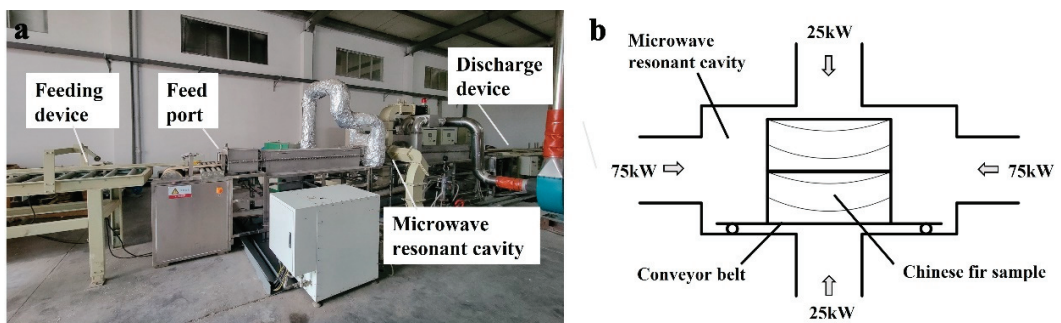 a
Feeding
device
Feed
port
Discharge
device
Microwave
resonant cavity
b
25kW
Microwave
resonant cavity
75kW
75kW
Conveyor belt
Chinese fir sample
25kW